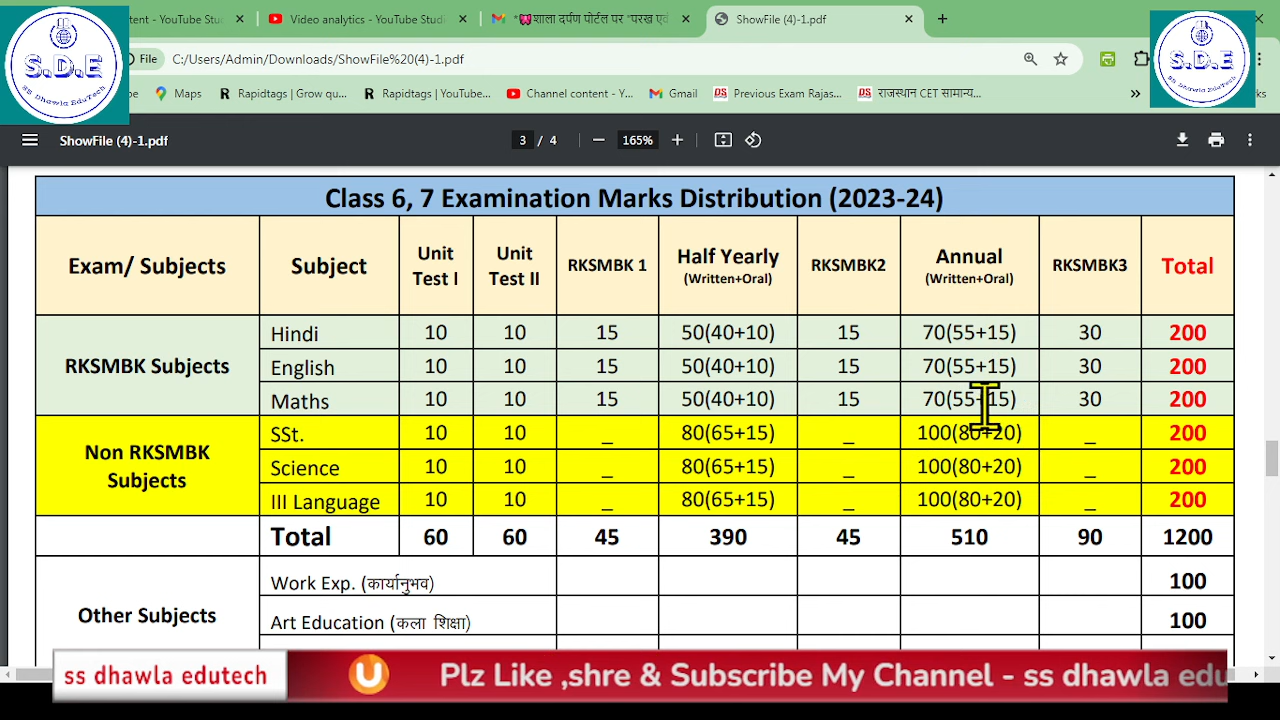 ntent - YouTube Stu
Video analytics - YouTube Studi
*🎀शाला दर्पण पोर्टल पर *परख एवं
ShowFile (4)-1.pdf
File
C:/Users/Admin/Downloads/ShowFile%20(4)-1.pdf
Maps
Rapidtags | Grow qu...
Rapidtags | YouTube...
Channel content - Y...
Gmail
Previous Exam Rajas...
राजस्थान CET सामान्य...
S.D.E
SS Dhawla EduTech
S.D.E
SS Dhawla EduTech
ShowFile (4)-1.pdf
3 / 4
165%
Class 6, 7 Examination Marks Distribution (2023-24)
Exam/ Subjects Subject Unit Test I Unit Test II RKSMBK 1 Half Yearly (Written+Oral) RKSMBK2 Annual (Written+Oral) RKSMBK3 Total
RKSMBK Subjects
Hindi 10 10 15 50(40+10) 15 70(55+15) 30 200
English 10 10 15 50(40+10) 15 70(55+15) 30 200
Maths 10 10 15 50(40+10) 15 70(55+15) 30 200
Non RKSMBK Subjects
SSt. 10 10 _ 80(65+15) _ 100(80+20) _ 200
Science 10 10 _ 80(65+15) _ 100(80+20) _ 200
III Language 10 10 _ 80(65+15) _ 100(80+20) _ 200
Total 60 60 45 390 45 510 90 1200
Other Subjects
Work Exp. (कार्यानुभव) 100
Art Education (कला शिक्षा) 100
ss dhawla edutech
Plz Like ,shre & Subscribe My Channel - ss dhawla edu